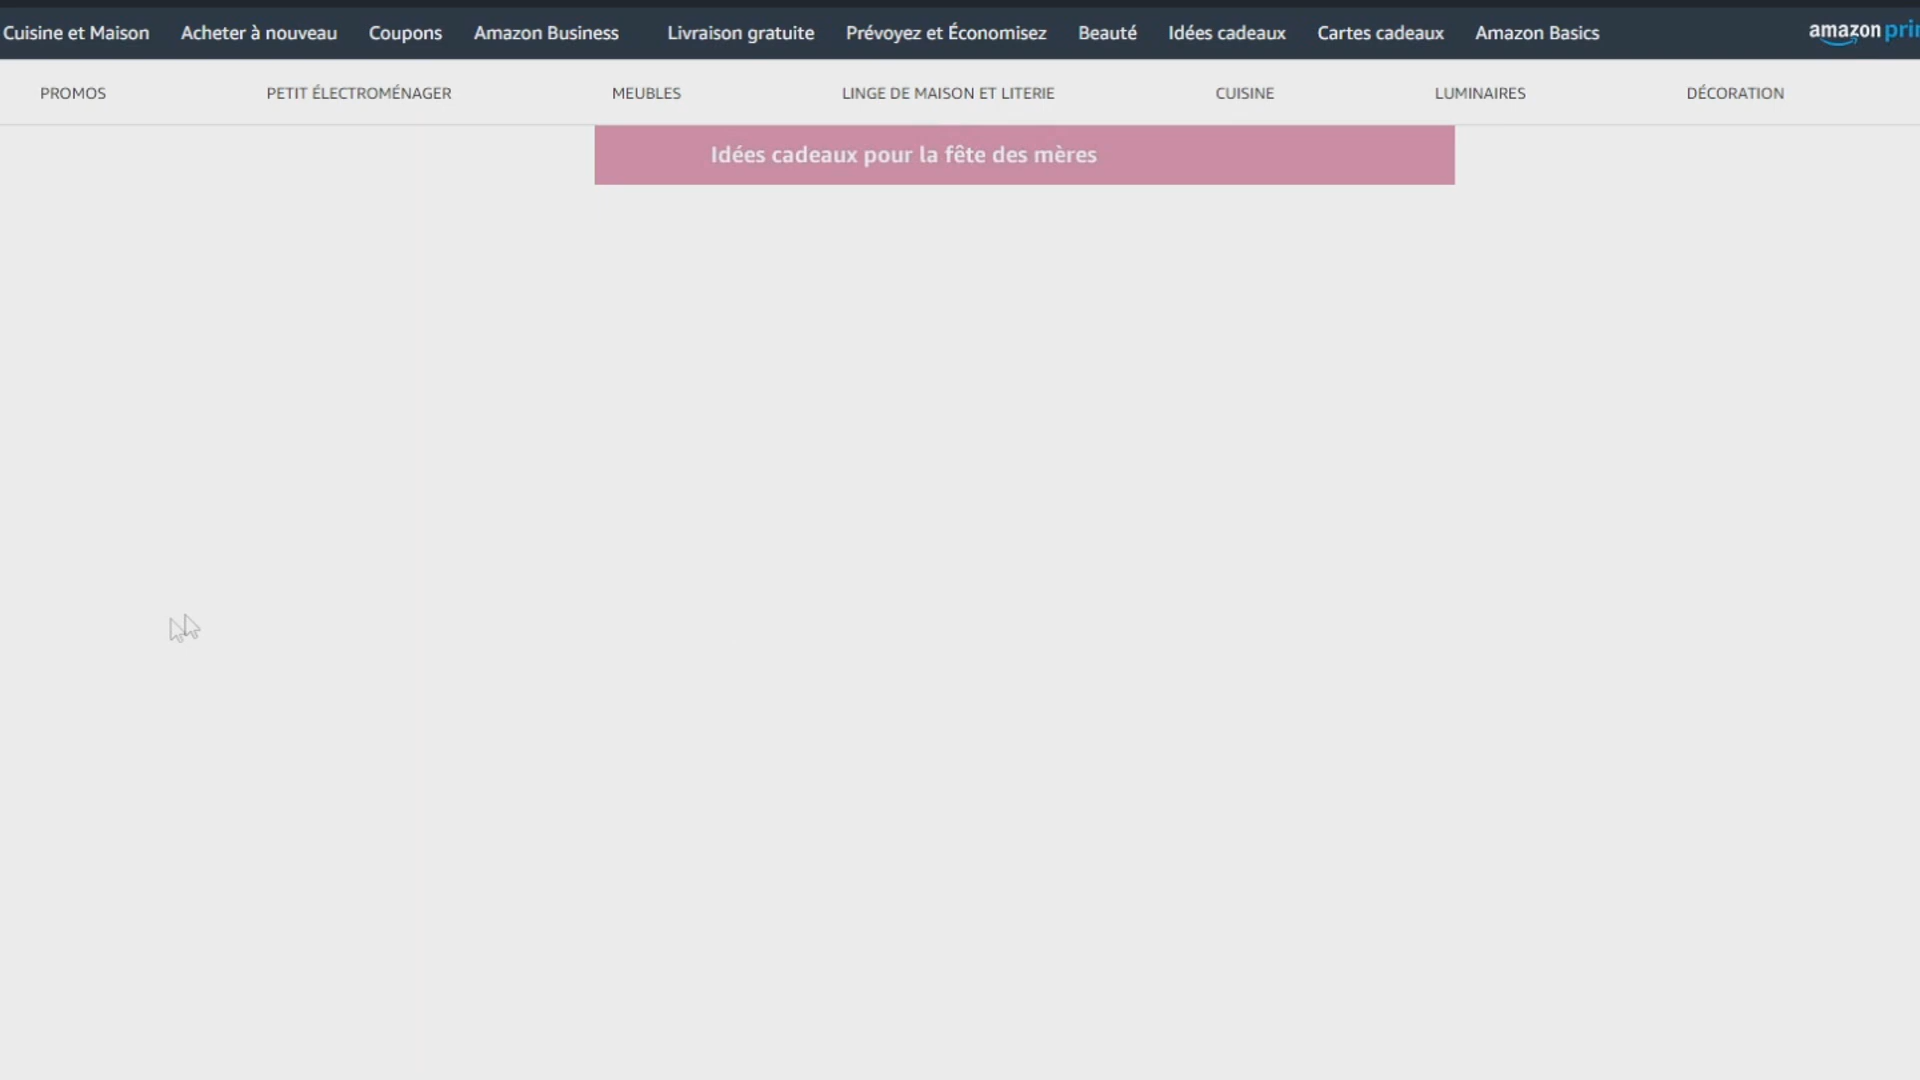 Cuisine et Maison Acheter à nouveau Coupons Amazon Business Livraison gratuite Prévoyez et Économisez Beauté Idées cadeaux Cartes cadeaux Amazon Basics amazon pri
PROMOS PETIT ÉLECTROMÉNAGER MEUBLES LINGE DE MAISON ET LITERIE CUISINE LUMINAIRES DÉCORATION
Idées cadeaux pour la fête des mères